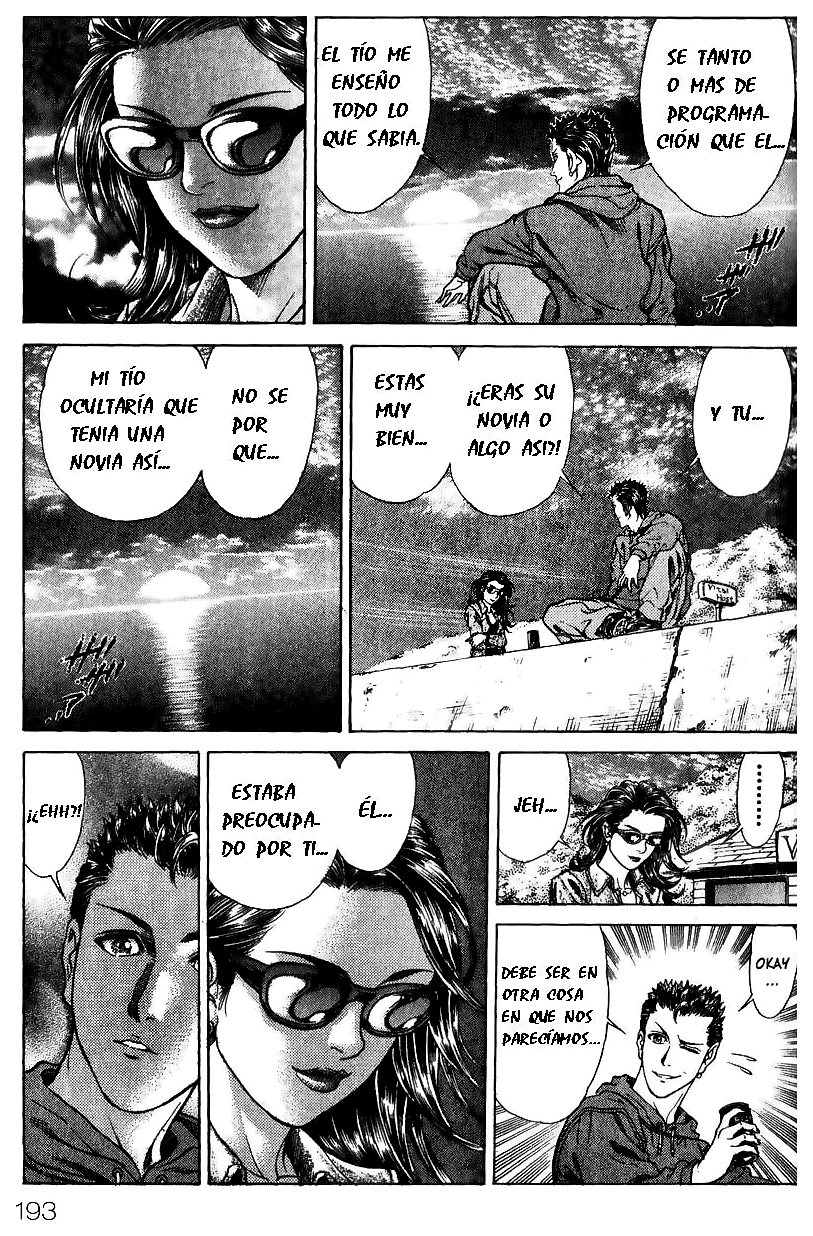 SE TANTO
O MAS DE
PROGRAMA-
CIÓN QUE EL...
EL TÍO ME
ENSEÑO
TODO LO
QUE SABIA.
Y TU...
¡¿ERAS SU
NOVIA O
ALGO ASI?!
ESTAS
MUY
BIEN...
NO SE
POR
QUE...
MI TÍO
OCULTARÍA QUE
TENIA UNA
NOVIA ASÍ...
........
JEH...
V
OKAY
...
DEBE SER EN
OTRA COSA
EN QUE NOS
PARECÍAMOS...
ÉL...
ESTABA
PREOCUPA-
DO POR TI...
¡¿EHH?!
193